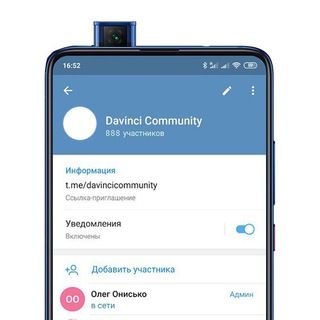 16:52
Davinci Community
888 участников
Информация
t.me/davincicommunity
Ссылка-приглашение
Уведомления
Включены
Добавить участника
ОО
Олег Онисько
Админ
в сети